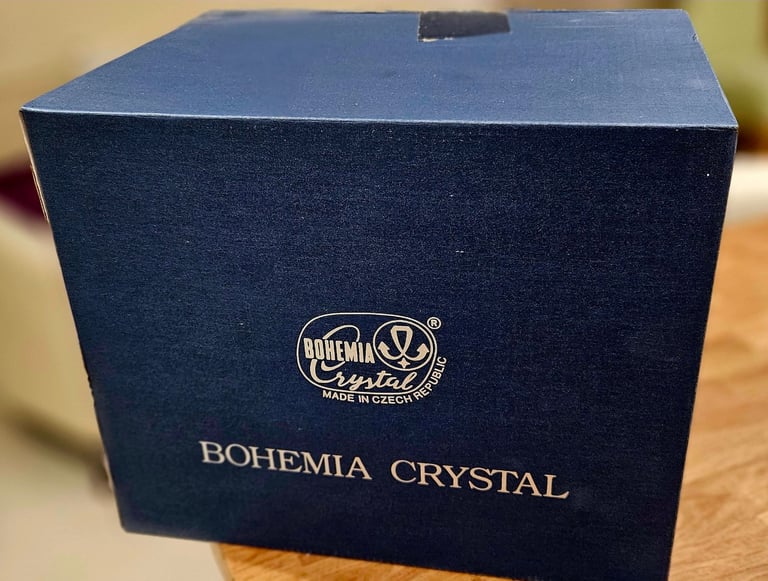 BOHEMIA
Crystal
®
MADE IN CZECH REPUBLIC
BOHEMIA CRYSTAL